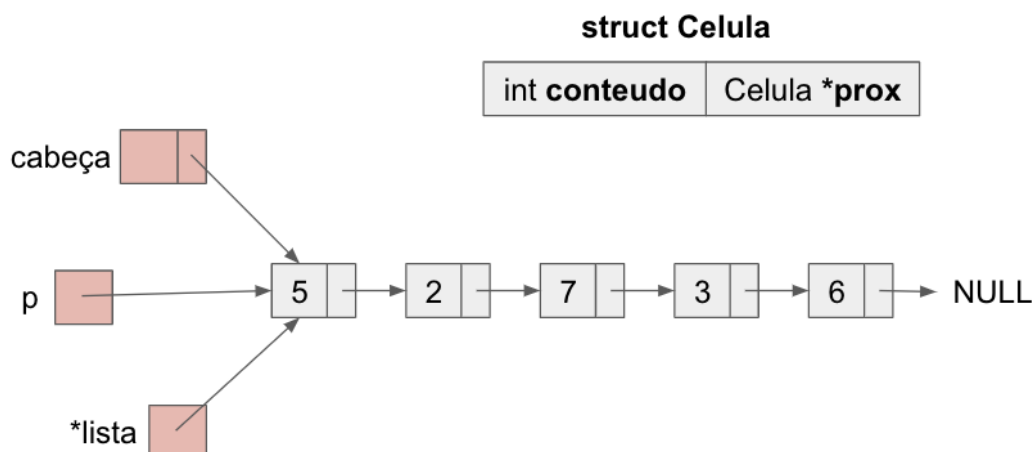 struct Celula
int conteudo Celula *prox
cabeça
p
5 2 7 3 6 NULL
*lista